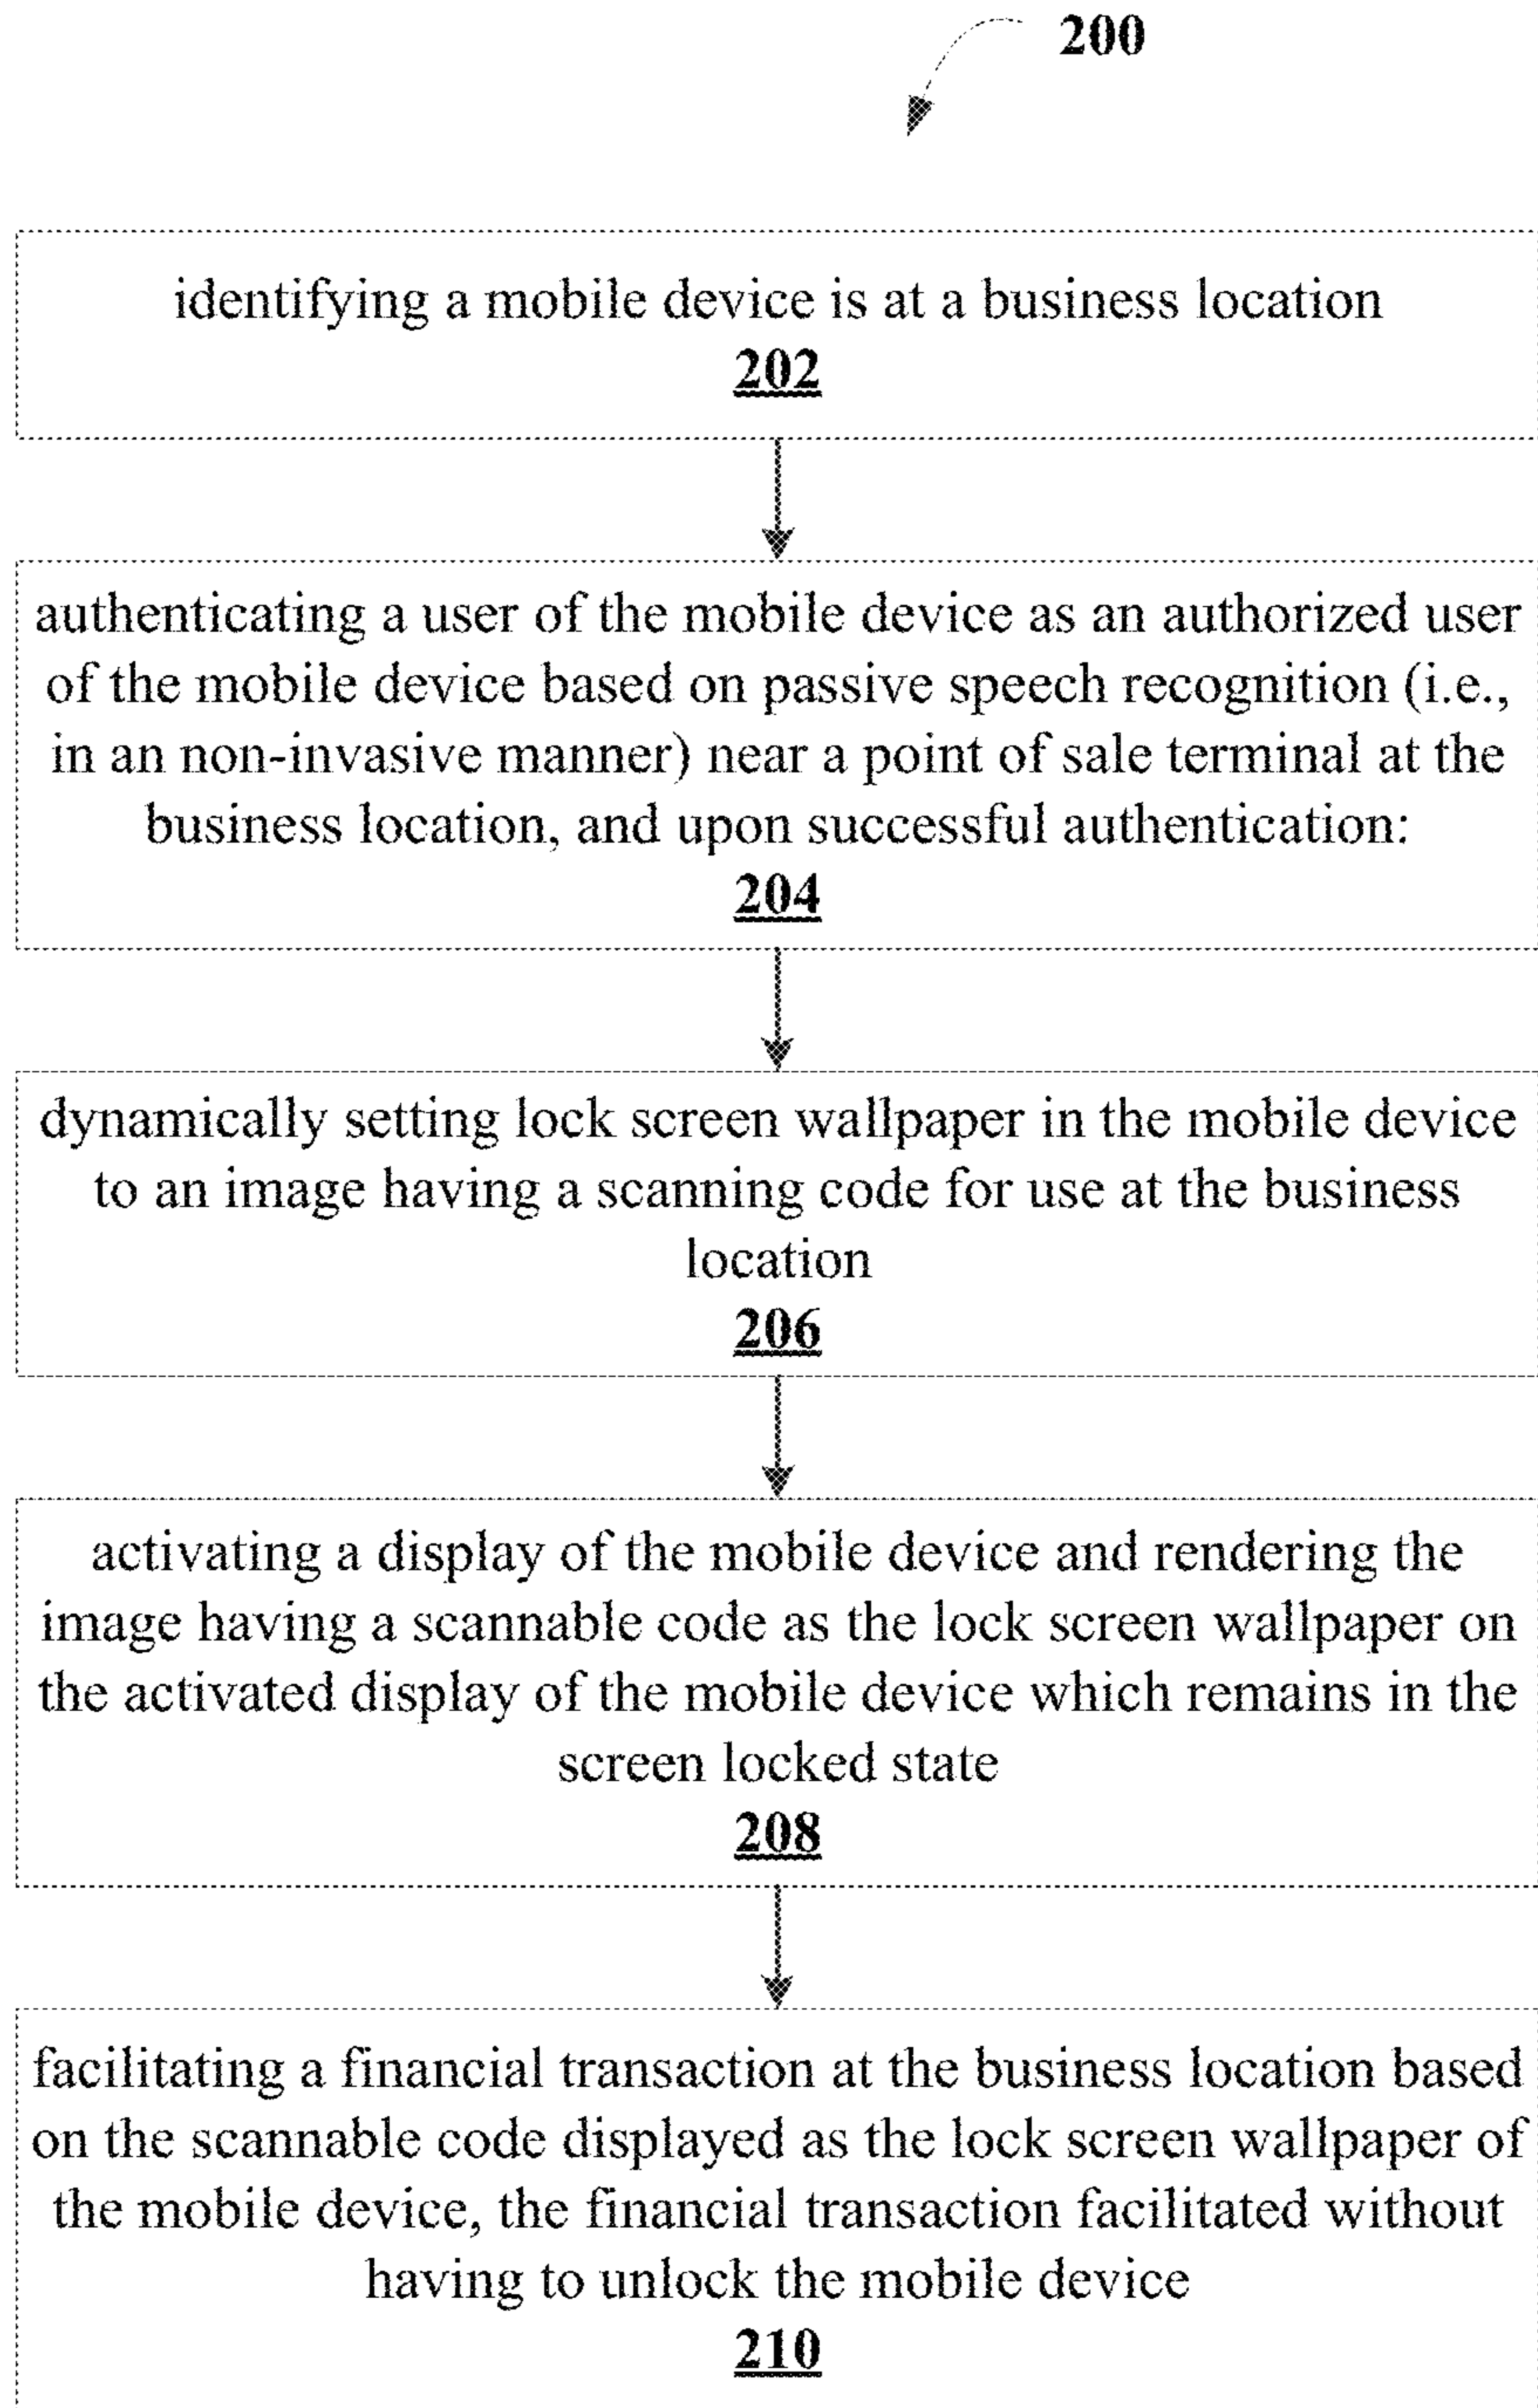 200
identifying a mobile device is at a business location
202
authenticating a user of the mobile device as an authorized user
of the mobile device based on passive speech recognition (i.e.,
in an non-invasive manner) near a point of sale terminal at the
business location, and upon successful authentication:
204
dynamically setting lock screen wallpaper in the mobile device
to an image having a scanning code for use at the business
location
206
activating a display of the mobile device and rendering the
image having a scannable code as the lock screen wallpaper on
the activated display of the mobile device which remains in the
screen locked state
208
facilitating a financial transaction at the business location based
on the scannable code displayed as the lock screen wallpaper of
the mobile device, the financial transaction facilitated without
having to unlock the mobile device
210